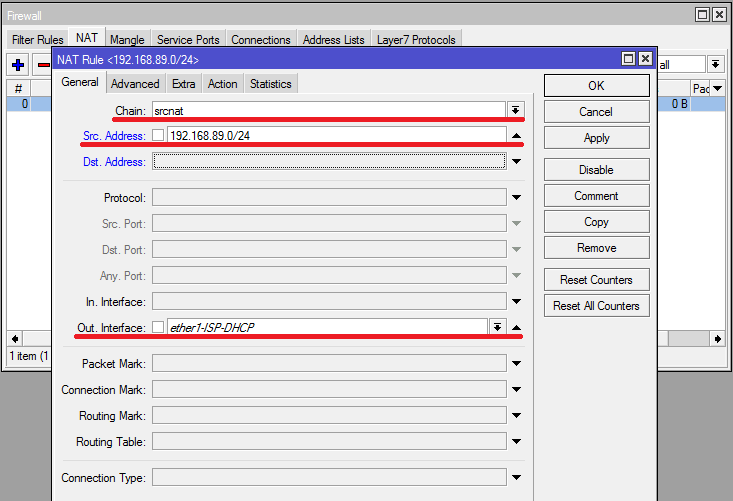 Firewall
Filter Rules NAT Mangle Service Ports Connections Address Lists Layer7 Protocols
NAT Rule <192.168.89.0/24>
all
General Advanced Extra Action Statistics
OK
#
Pac
Chain: srcnat
0
0 B
Cancel
Src. Address: 192.168.89.0/24
Apply
Dst. Address:
Disable
Protocol:
Comment
Src. Port:
Copy
Dst. Port:
Remove
Any. Port:
Reset Counters
In. Interface:
Reset All Counters
Out. Interface: ether1-ISP-DHCP
1 item (1
Packet Mark:
Connection Mark:
Routing Mark:
Routing Table:
Connection Type: